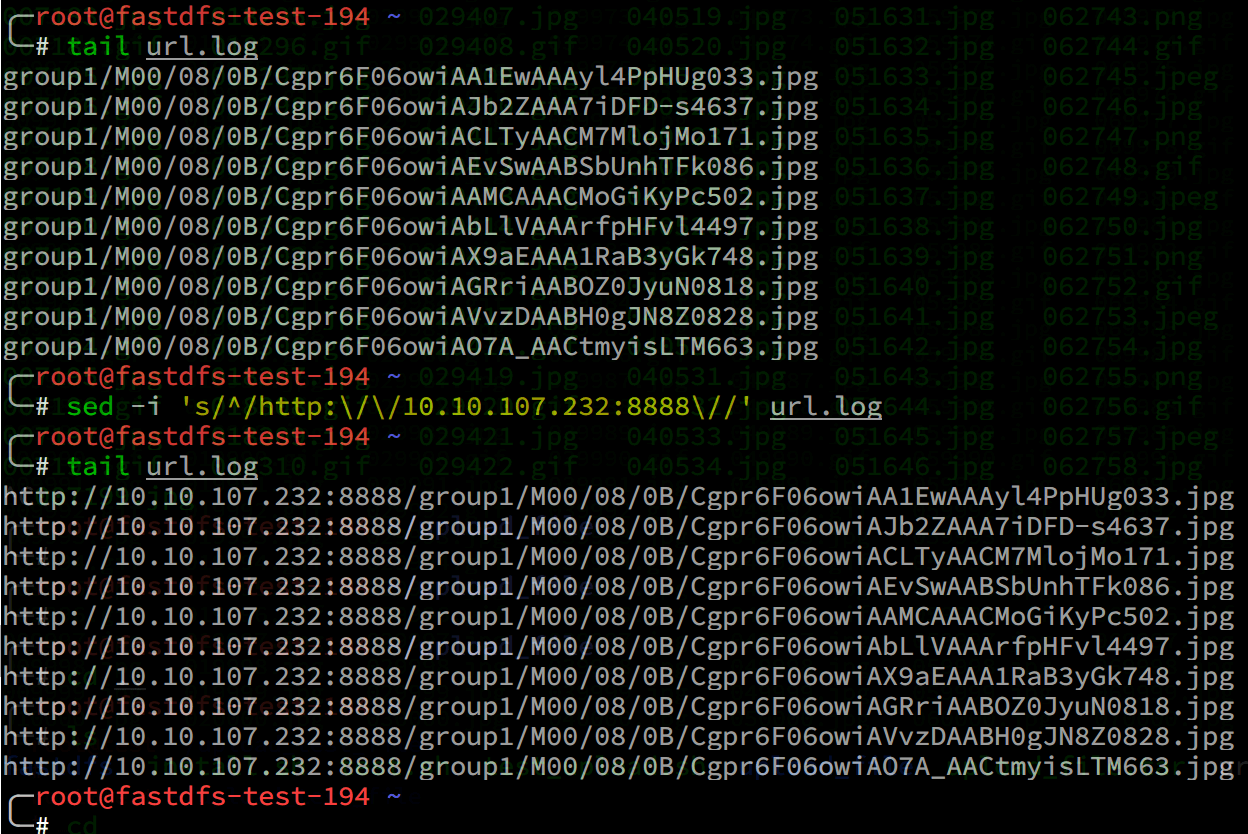 root@fastdfs-test-194 ~
# tail url.log
group1/M00/08/0B/Cgpr6F06owiAA1EwAAAyl4PpHUg033.jpg
group1/M00/08/0B/Cgpr6F06owiAJb2ZAAA7iDFD-s4637.jpg
group1/M00/08/0B/Cgpr6F06owiACLTyAACM7MlojMo171.jpg
group1/M00/08/0B/Cgpr6F06owiAEvSwAABSbUnhTFk086.jpg
group1/M00/08/0B/Cgpr6F06owiAAMCAAACMoGiKyPc502.jpg
group1/M00/08/0B/Cgpr6F06owiAbLlVAAArfpHFvl4497.jpg
group1/M00/08/0B/Cgpr6F06owiAX9aEAAA1RaB3yGk748.jpg
group1/M00/08/0B/Cgpr6F06owiAGRriAABOZ0JyuN0818.jpg
group1/M00/08/0B/Cgpr6F06owiAVvzDAABH0gJN8Z0828.jpg
group1/M00/08/0B/Cgpr6F06owiAO7A_AACtmyisLTM663.jpg
root@fastdfs-test-194 ~
# sed -i 's/^/http:\/\/10.10.107.232:8888\//' url.log
root@fastdfs-test-194 ~
# tail url.log
http://10.10.107.232:8888/group1/M00/08/0B/Cgpr6F06owiAA1EwAAAyl4PpHUg033.jpg
http://10.10.107.232:8888/group1/M00/08/0B/Cgpr6F06owiAJb2ZAAA7iDFD-s4637.jpg
http://10.10.107.232:8888/group1/M00/08/0B/Cgpr6F06owiACLTyAACM7MlojMo171.jpg
http://10.10.107.232:8888/group1/M00/08/0B/Cgpr6F06owiAEvSwAABSbUnhTFk086.jpg
http://10.10.107.232:8888/group1/M00/08/0B/Cgpr6F06owiAAMCAAACMoGiKyPc502.jpg
http://10.10.107.232:8888/group1/M00/08/0B/Cgpr6F06owiAbLlVAAArfpHFvl4497.jpg
http://10.10.107.232:8888/group1/M00/08/0B/Cgpr6F06owiAX9aEAAA1RaB3yGk748.jpg
http://10.10.107.232:8888/group1/M00/08/0B/Cgpr6F06owiAGRriAABOZ0JyuN0818.jpg
http://10.10.107.232:8888/group1/M00/08/0B/Cgpr6F06owiAVvzDAABH0gJN8Z0828.jpg
http://10.10.107.232:8888/group1/M00/08/0B/Cgpr6F06owiAO7A_AACtmyisLTM663.jpg
root@fastdfs-test-194 ~
# cd